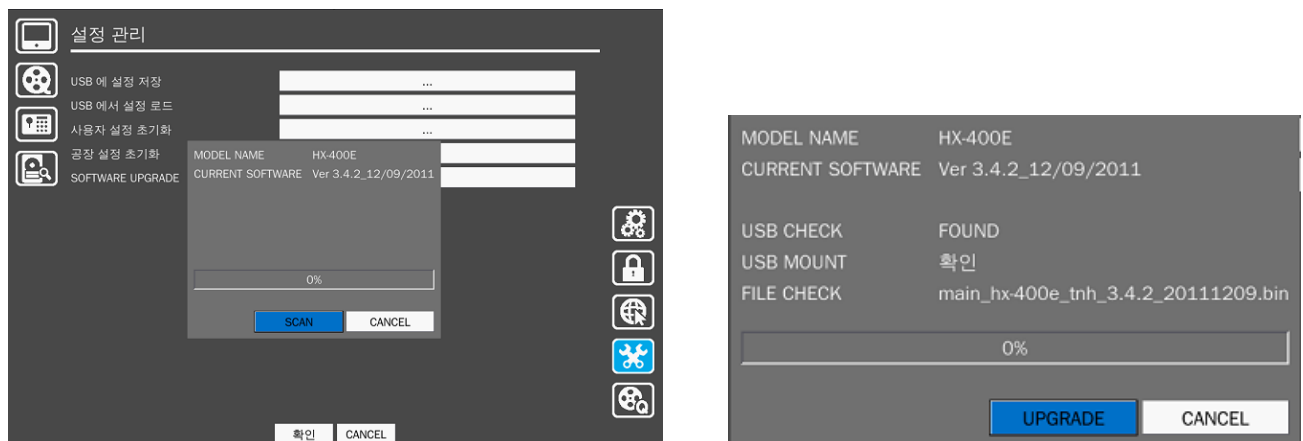 설정 관리
USB 에 설정 저장 ...
USB 에서 설정 로드 ...
사용자 설정 초기화 ...
공장 설정 초기화
SOFTWARE UPGRADE
MODEL NAME HX-400E
CURRENT SOFTWARE Ver 3.4.2_12/09/2011
0%
SCAN CANCEL
확인 CANCEL
MODEL NAME HX-400E
CURRENT SOFTWARE Ver 3.4.2_12/09/2011
USB CHECK FOUND
USB MOUNT 확인
FILE CHECK main_hx-400e_tnh_3.4.2_20111209.bin
0%
UPGRADE CANCEL